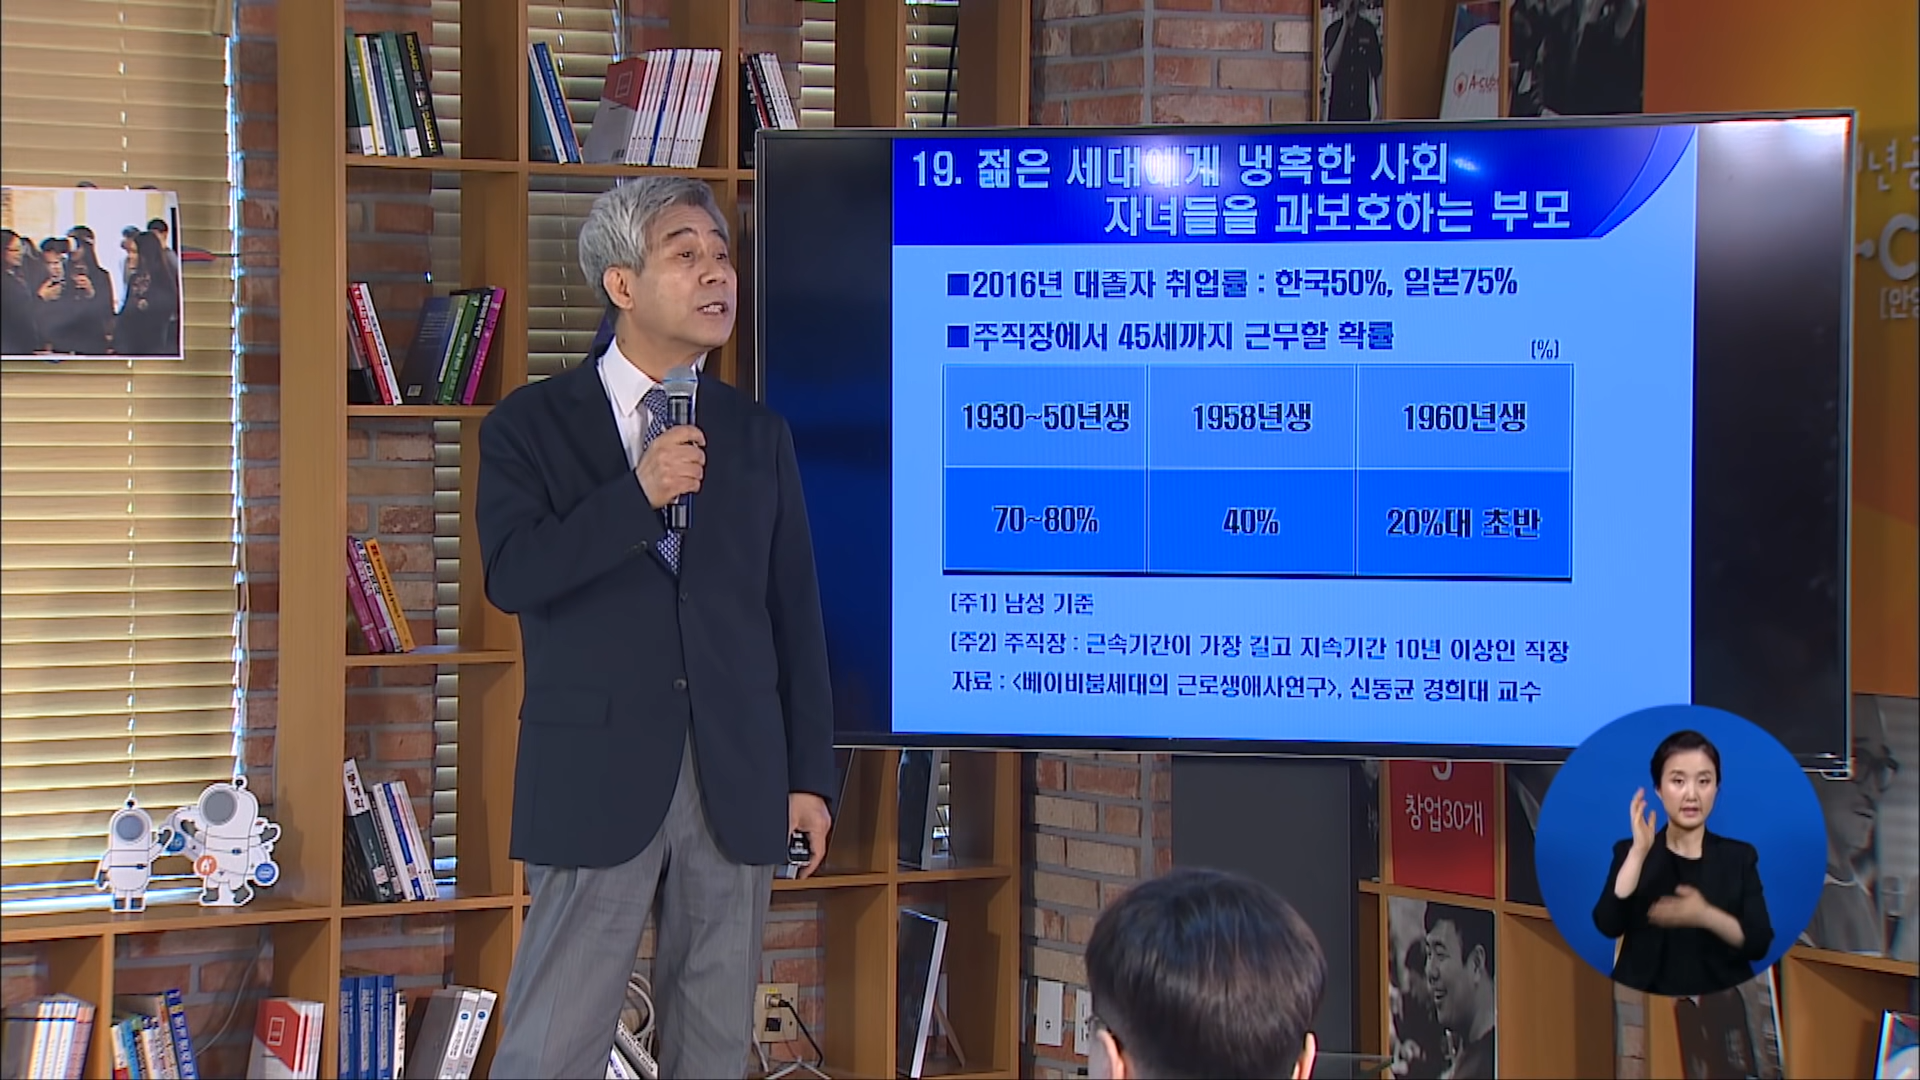 19. 젊은 세대에게 냉혹한 사회
자녀들을 과보호하는 부모
■2016년 대졸자 취업률 : 한국50%, 일본75%
■주직장에서 45세까지 근무할 확률
(%)
1930~50년생 1958년생 1960년생
70~80% 40% 20%대 초반
(주1) 남성 기준
(주2) 주직장 : 근속기간이 가장 길고 지속기간 10년 이상인 직장
자료 : <베이비붐세대의 근로생애사연구>, 신동균 경희대 교수
창업30개
A-cube